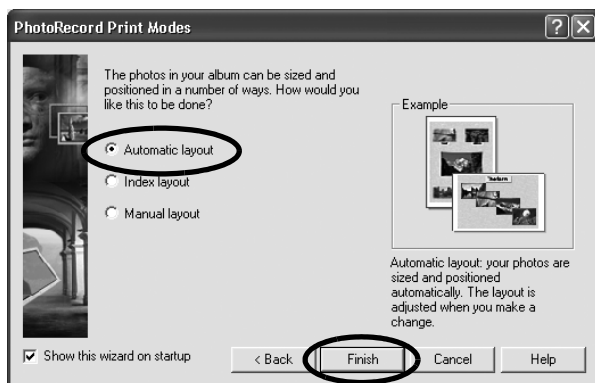 PhotoRecord Print Modes
The photos in your album can be sized and
positioned in a number of ways. How would you
like this to be done?
Automatic layout
Index layout
Manual layout
Example
Automatic layout: your photos are
sized and positioned
automatically. The layout is
adjusted when you make a
change.
Show this wizard on startup
< Back
Finish
Cancel
Help